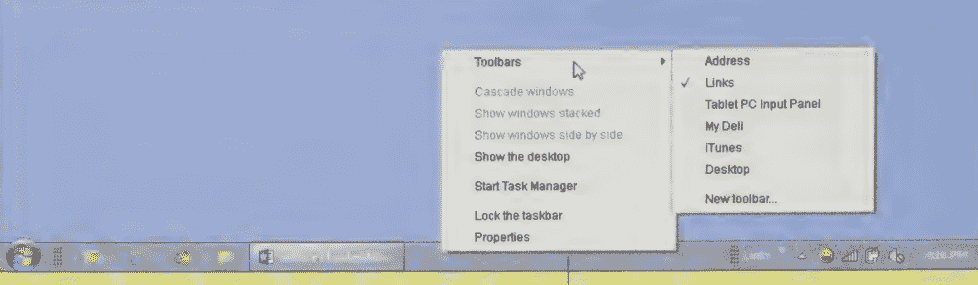 Toolbars
Cascade windows
Show windows stacked
Show windows side by side
Show the desktop
Start Task Manager
Lock the taskbar
Properties
Address
Links
Tablet PC Input Panel
My Dell
iTunes
Desktop
New toolbar...